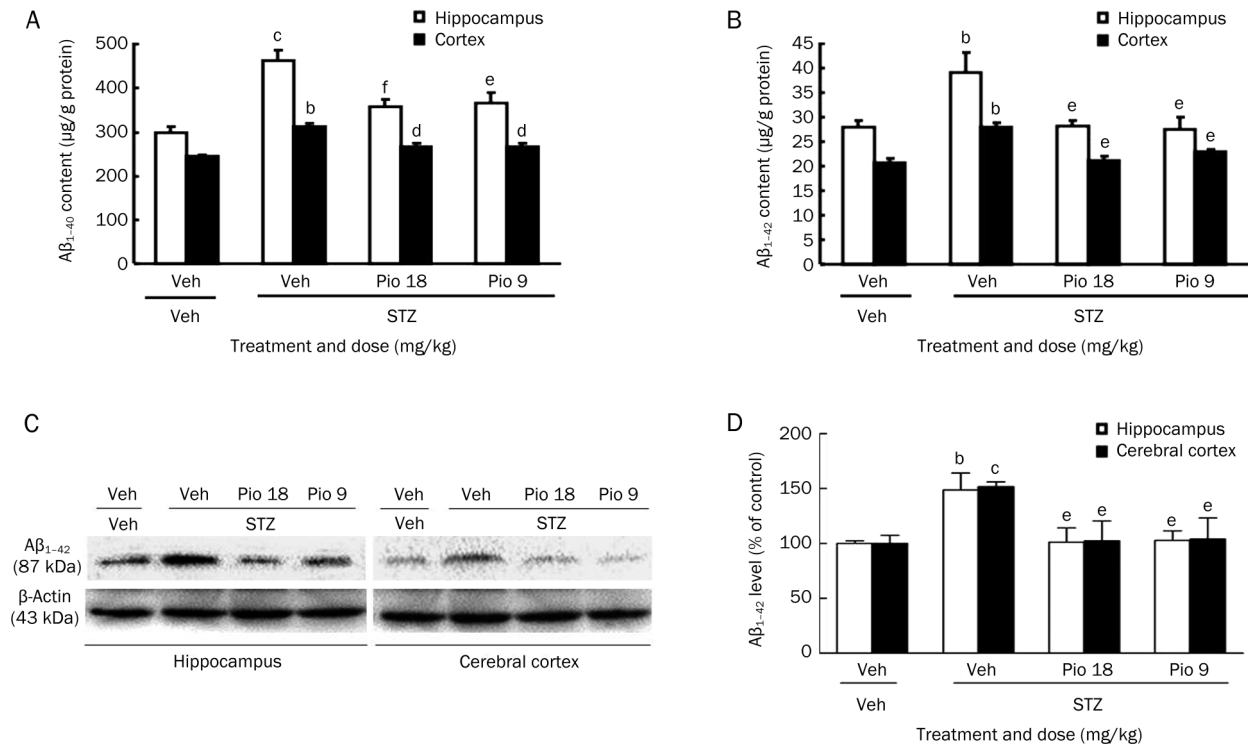 A
Hippocampus
Cortex
Aβ1–40 content (μg/g protein)
500
400
300
200
100
0
c
b
f
d
e
d
Veh Veh Pio 18 Pio 9
Veh STZ
Treatment and dose (mg/kg)
B
Hippocampus
Cortex
Aβ1–42 content (μg/g protein)
45
40
35
30
25
20
15
10
5
0
b
b
e
e
e
e
Veh Veh Pio 18 Pio 9
Veh STZ
Treatment and dose (mg/kg)
C
Veh Veh Pio 18 Pio 9 Veh Veh Pio 18 Pio 9
Veh STZ Veh STZ
Aβ1–42
(87 kDa)
β-Actin
(43 kDa)
Hippocampus Cerebral cortex
D
Hippocampus
Cerebral cortex
Aβ1–42 level (% of control)
200
150
100
50
0
b
c
e
e
e
e
Veh Veh Pio 18 Pio 9
Veh STZ
Treatment and dose (mg/kg)